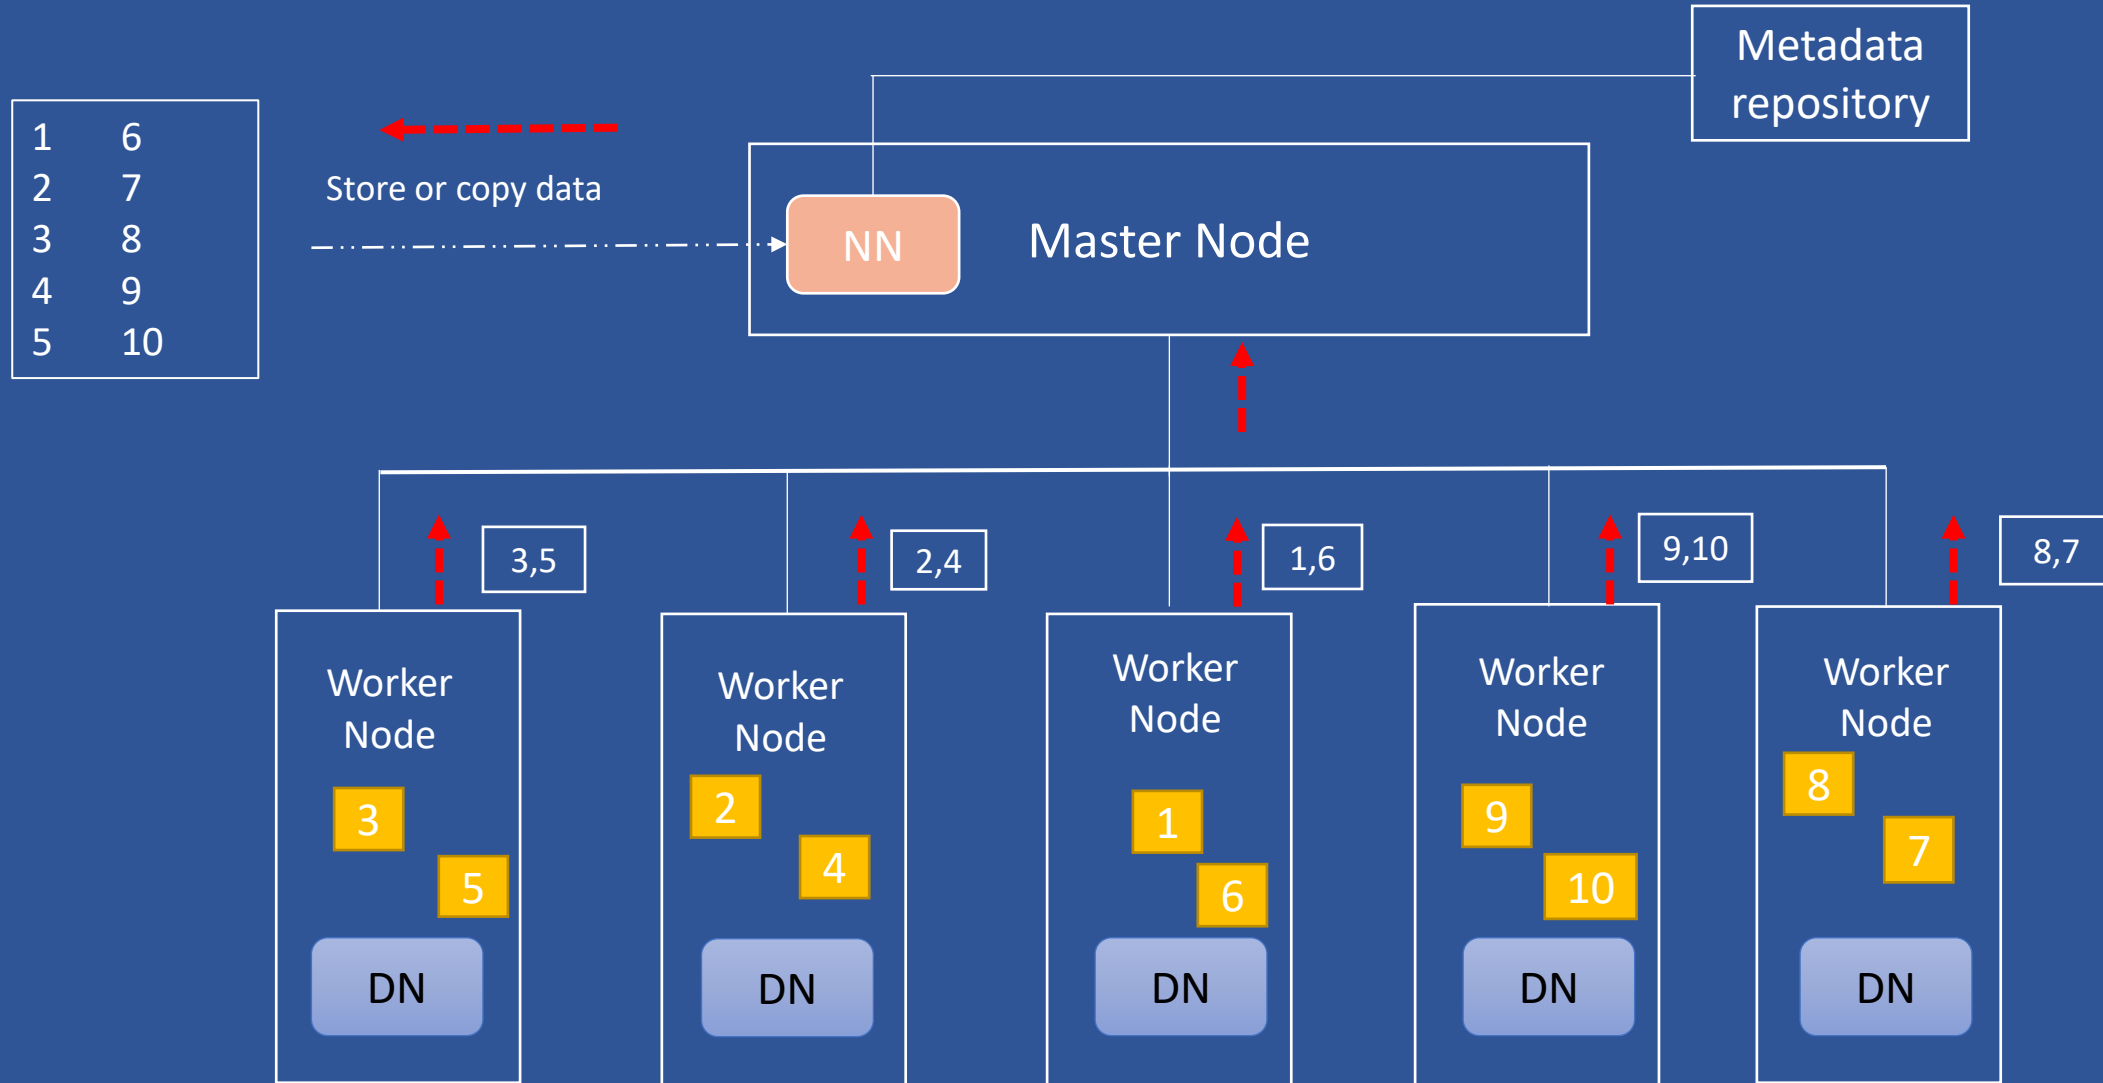 Metadata
repository
1 6
2 7
3 8
4 9
5 10
Store or copy data
NN
Master Node
3,5
2,4
1,6
9,10
8,7
Worker
Node
3
5
DN
Worker
Node
2
4
DN
Worker
Node
1
6
DN
Worker
Node
9
10
DN
Worker
Node
8
7
DN